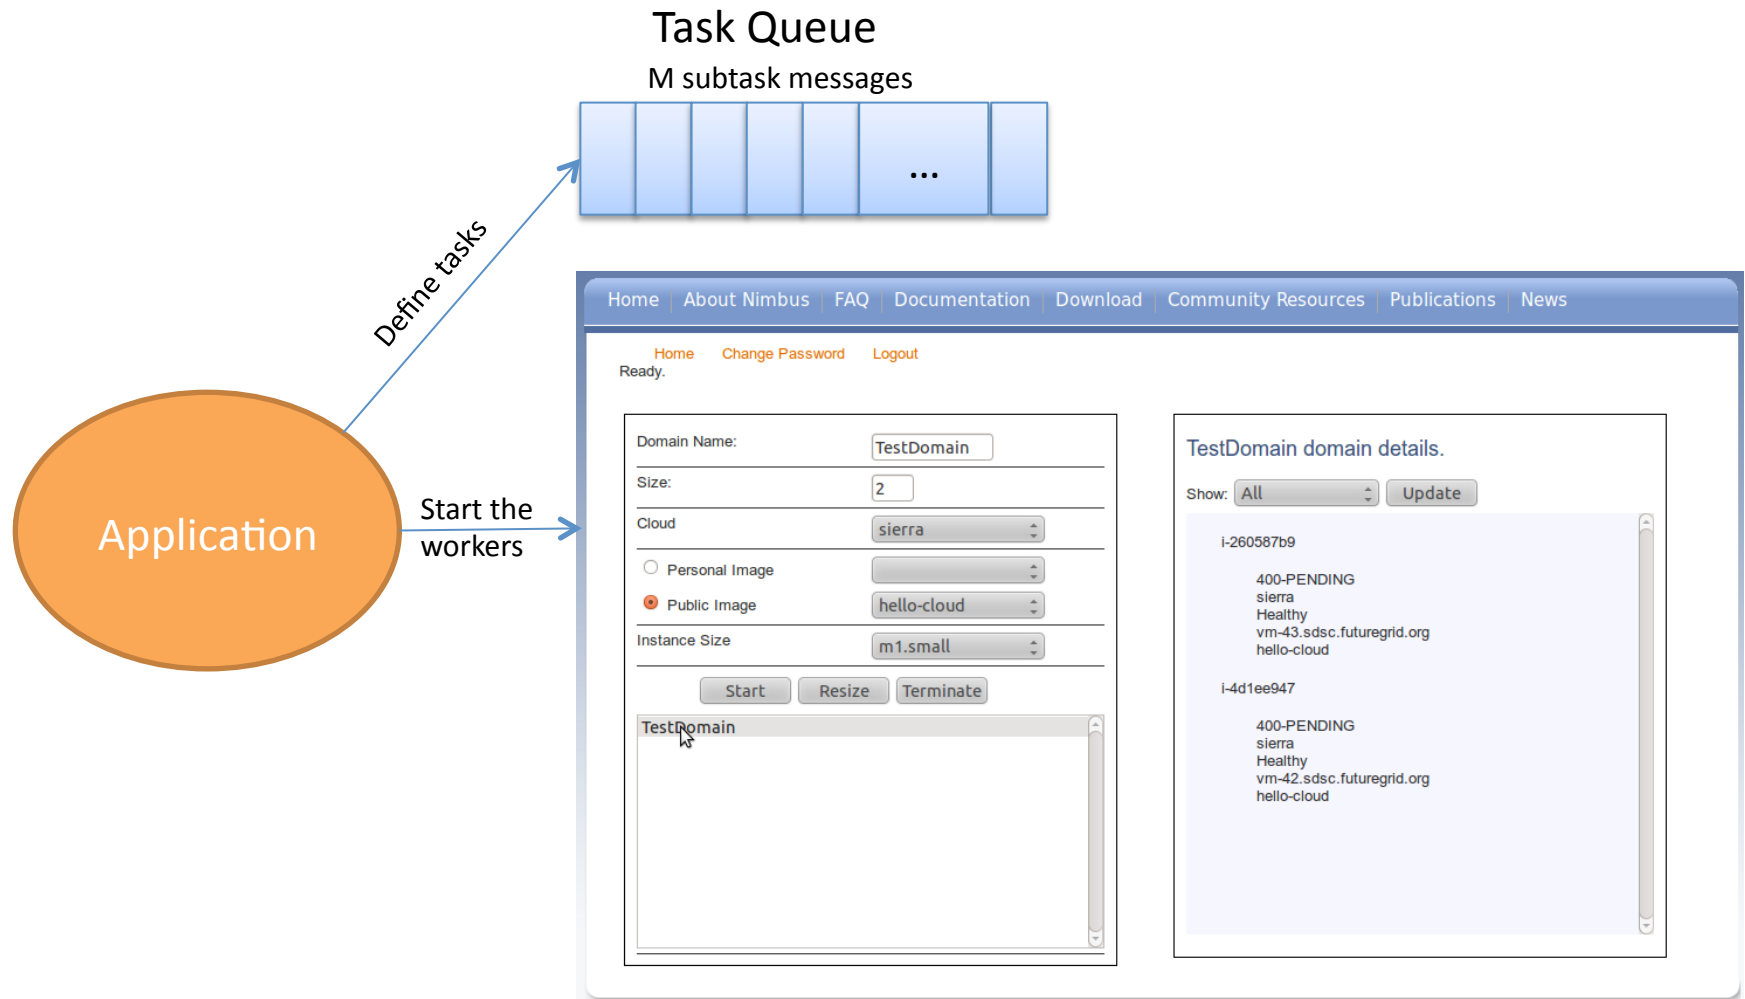 Task Queue
M subtask messages
...
Define tasks
Application
Start the
workers
Home About Nimbus FAQ Documentation Download Community Resources Publications News
Home Change Password Logout
Ready.
Domain Name: TestDomain
Size: 2
Cloud sierra
Personal Image
Public Image hello-cloud
Instance Size m1.small
Start Resize Terminate
TestDomain
TestDomain domain details.
Show: All Update
i-260587b9
400-PENDING
sierra
Healthy
vm-43.sdsc.futuregrid.org
hello-cloud
i-4d1ee947
400-PENDING
sierra
Healthy
vm-42.sdsc.futuregrid.org
hello-cloud